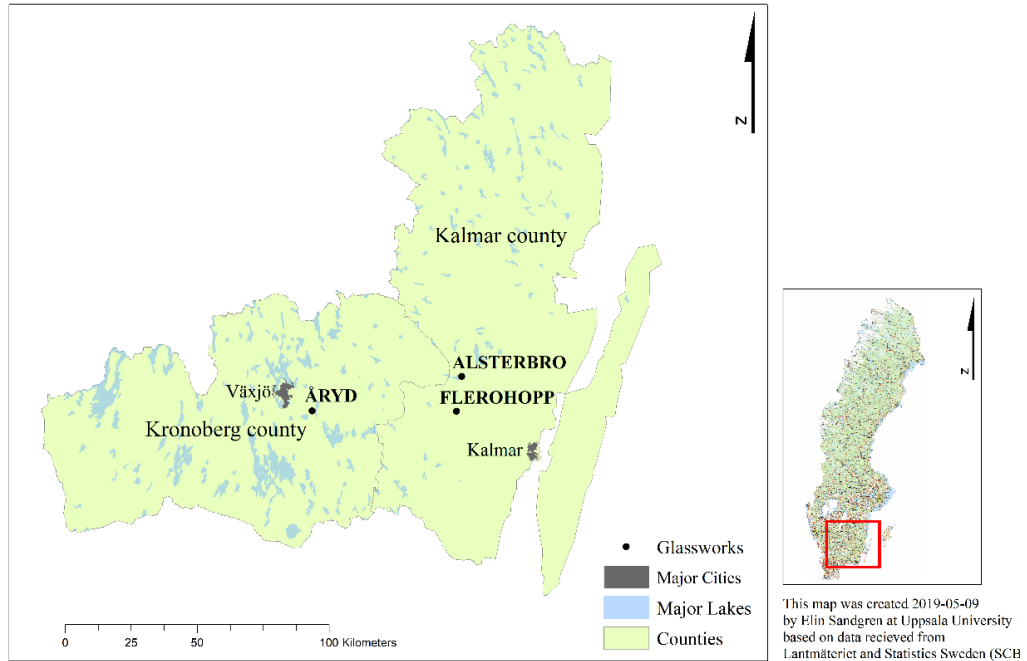 N
Kalmar county
ALSTERBRO
Växjö
ÅRYD
FLEROHOPP
Kronoberg county
Kalmar
Glassworks
Major Cities
Major Lakes
Counties
0 25 50 100 Kilometers
N
This map was created 2019-05-09
by Elin Sandgren at Uppsala University
based on data recieved from
Lantmäteriet and Statistics Sweden (SCB